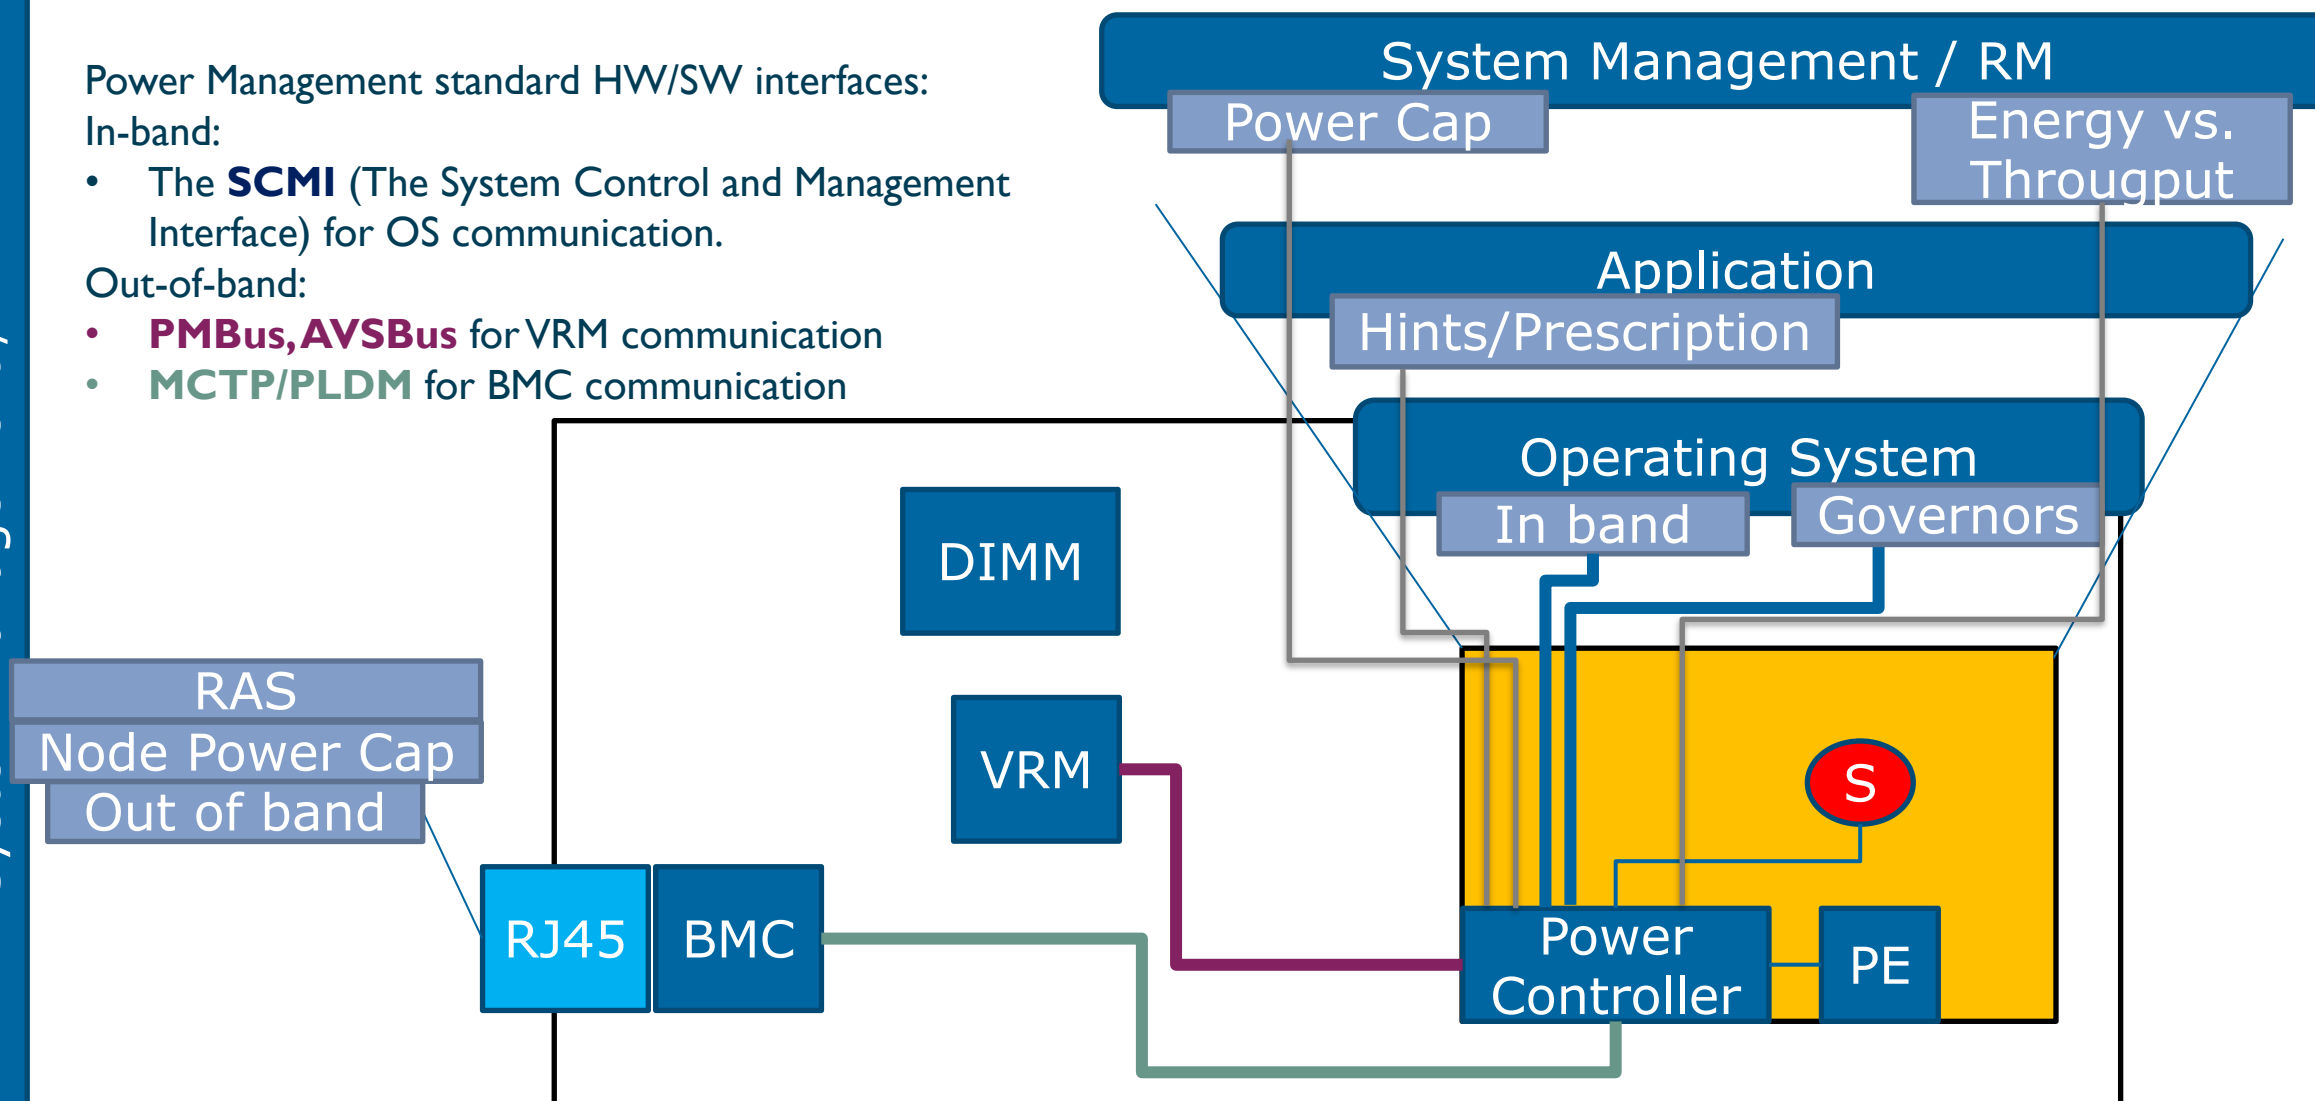 Power Management standard HW/SW interfaces:
In-band:
• The SCMI (The System Control and Management
Interface) for OS communication.
Out-of-band:
• PMBus, AVSBus for VRM communication
• MCTP/PLDM for BMC communication
System Management / RM
Power Cap
Energy vs.
Througput
Application
Hints/Prescription
Operating System
In band
Governors
DIMM
VRM
RAS
Node Power Cap
Out of band
RJ45
BMC
S
Power
Controller
PE